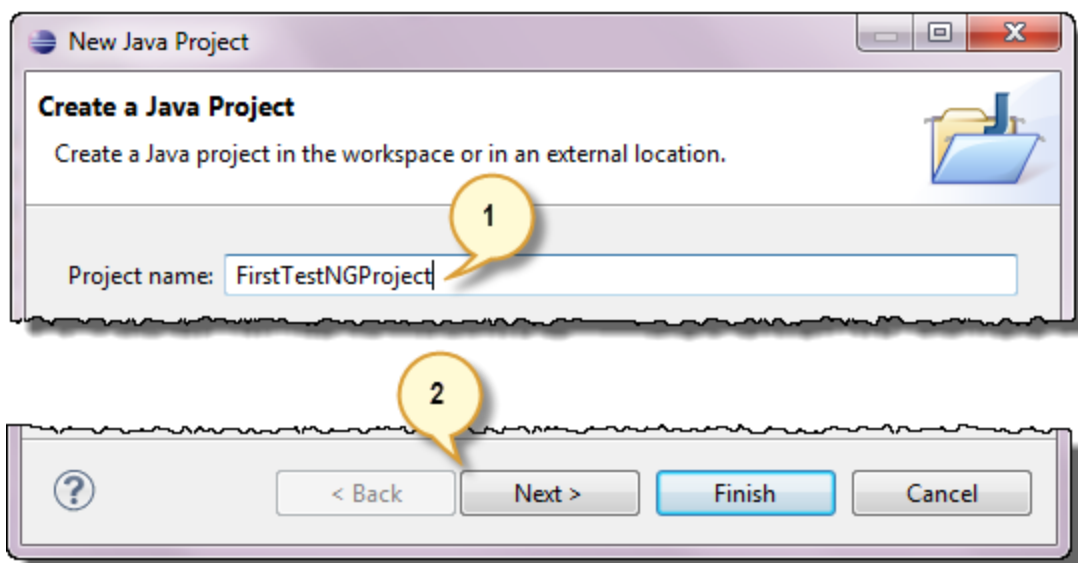 New Java Project
Create a Java Project
Create a Java project in the workspace or in an external location.
1
Project name: FirstTestNGProject
2
? < Back Next > Finish Cancel